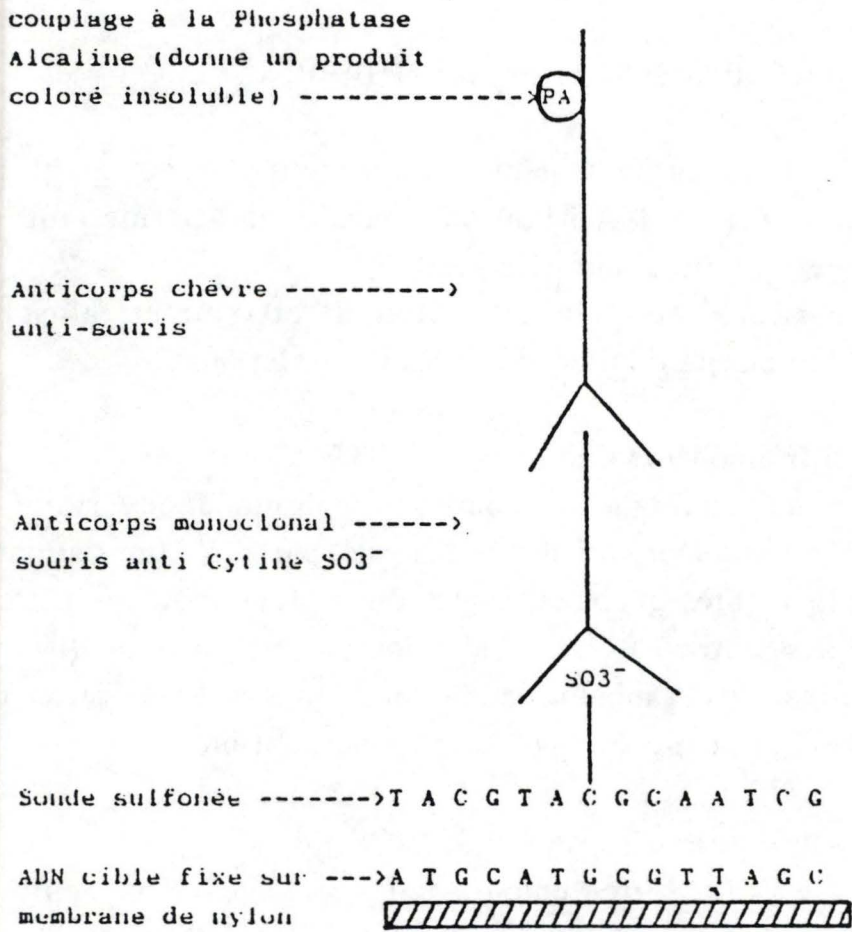 couplage à la Phosphatase
Alcaline (donne un produit
coloré insoluble) ------------->PA
Anticorps chèvre ---------->
anti-souris
Anticorps monoclonal ------>
souris anti Cytine SO3⁻
SO3⁻
Sonde sulfonée ------->T A C G T A C G C A A T C G
ADN cible fixé sur --->A T G C A T G C G T T A G C
membrane de nylon